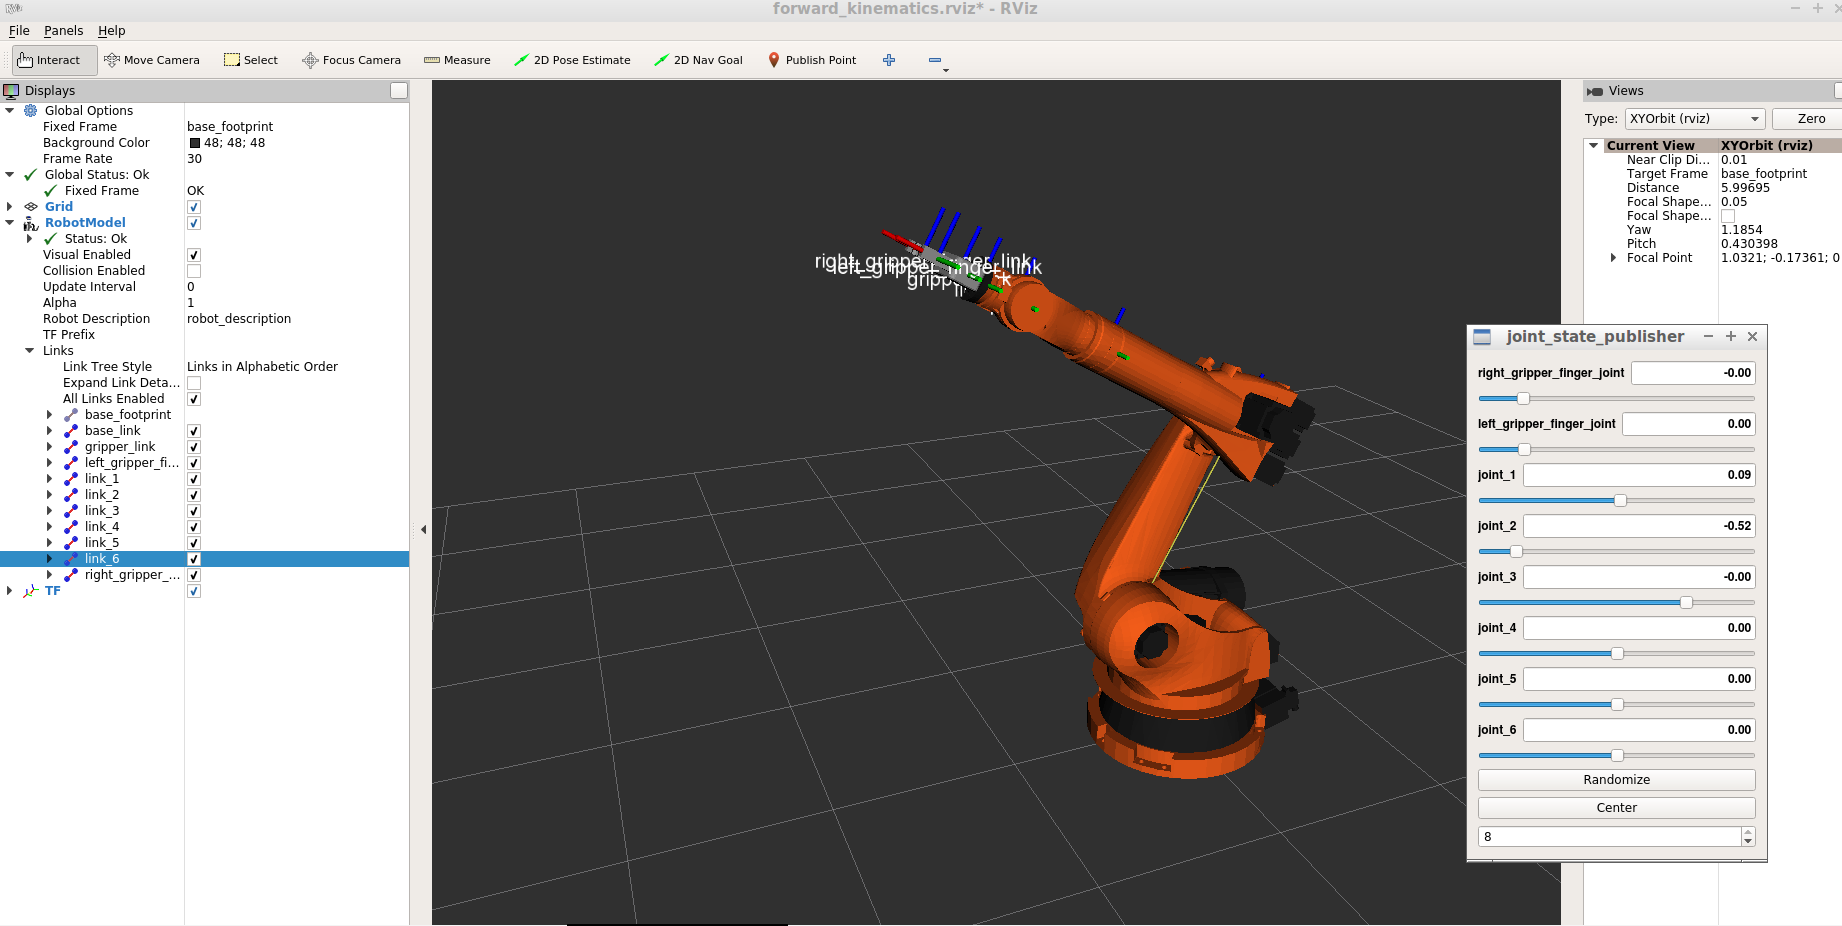 forward_kinematics.rviz* - RViz
File Panels Help
Interact Move Camera Select Focus Camera Measure 2D Pose Estimate 2D Nav Goal Publish Point
Displays
Global Options
Fixed Frame base_footprint
Background Color 48; 48; 48
Frame Rate 30
Global Status: Ok
Fixed Frame OK
Grid
RobotModel
Status: Ok
Visual Enabled
Collision Enabled
Update Interval 0
Alpha 1
Robot Description robot_description
TF Prefix
Links
Link Tree Style Links in Alphabetic Order
Expand Link Deta...
All Links Enabled
base_footprint
base_link
gripper_link
left_gripper_fi...
link_1
link_2
link_3
link_4
link_5
link_6
right_gripper_...
TF
right_gripper_finger_link
left_gripper_finger_link
Views
Type: XYOrbit (rviz) Zero
Current View XYOrbit (rviz)
Near Clip Di... 0.01
Target Frame base_footprint
Distance 5.99695
Focal Shape... 0.05
Focal Shape...
Yaw 1.1854
Pitch 0.430398
Focal Point 1.0321; -0.17361; 0
joint_state_publisher
right_gripper_finger_joint -0.00
left_gripper_finger_joint 0.00
joint_1 0.09
joint_2 -0.52
joint_3 -0.00
joint_4 0.00
joint_5 0.00
joint_6 0.00
Randomize
Center
8